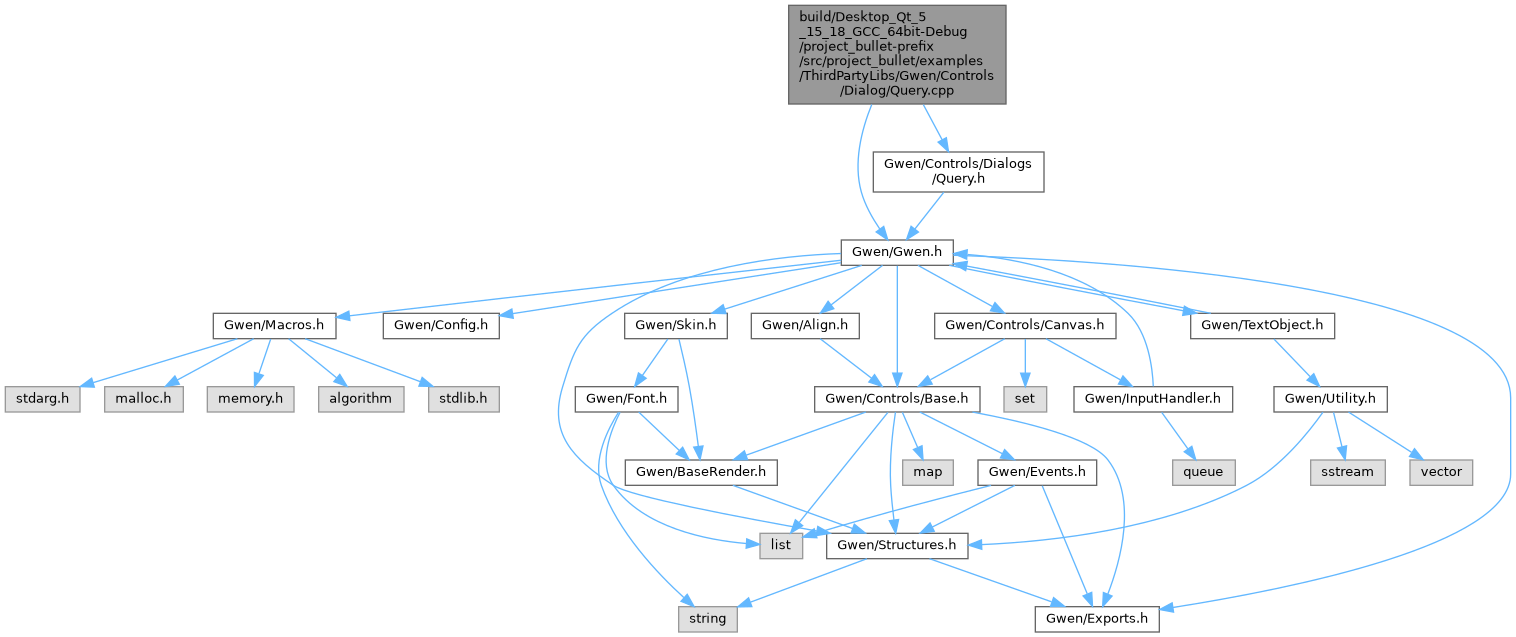 build/Desktop_Qt_5
_15_18_GCC_64bit-Debug
/project_bullet-prefix
/src/project_bullet/examples
/ThirdPartyLibs/Gwen/Controls
/Dialog/Query.cpp
Gwen/Controls/Dialogs
/Query.h
Gwen/Gwen.h
Gwen/Macros.h
Gwen/Config.h
Gwen/Skin.h
Gwen/Align.h
Gwen/Controls/Canvas.h
Gwen/TextObject.h
stdarg.h
malloc.h
memory.h
algorithm
stdlib.h
Gwen/Font.h
Gwen/Controls/Base.h
set
Gwen/InputHandler.h
Gwen/Utility.h
Gwen/BaseRender.h
map
Gwen/Events.h
queue
sstream
vector
list
Gwen/Structures.h
string
Gwen/Exports.h